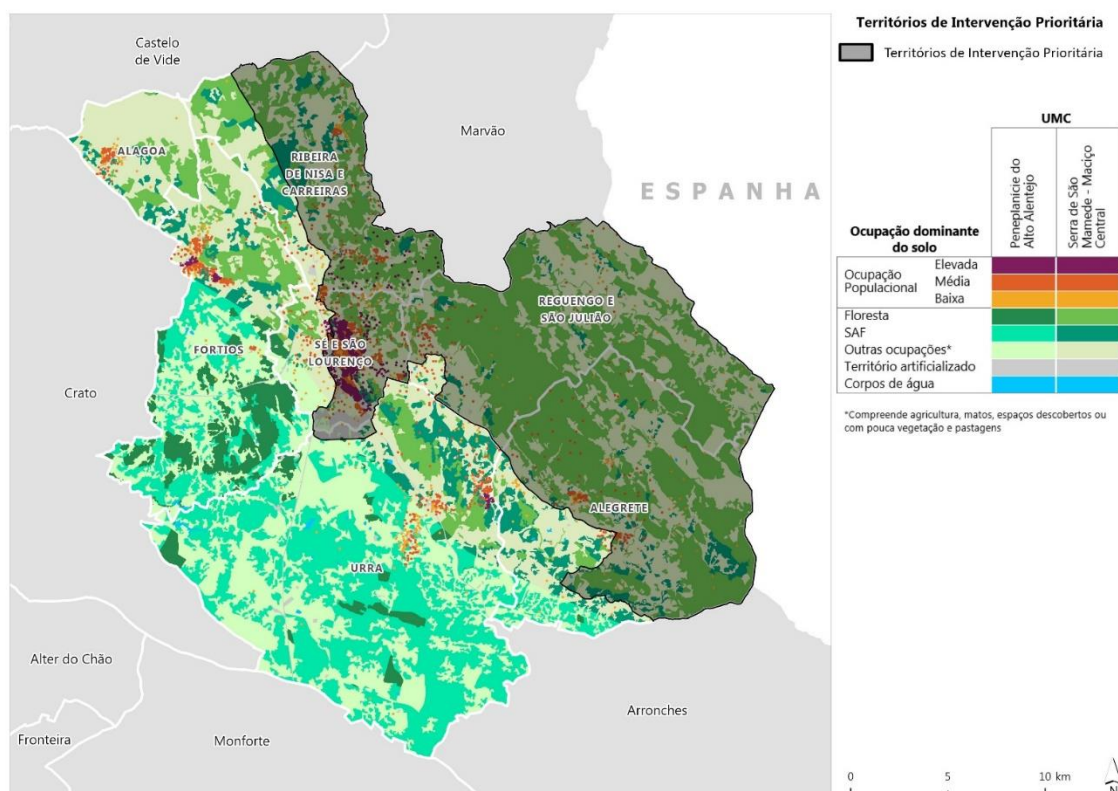 Castelo
de Vide
Marvão
ALAGOA
RIBEIRA
DE NISA E
CARREIRAS
ESPANHA
REGUENGO E
SÃO JULIÃO
FORTIOS
SÉ E SÃO
LOURENÇO
Crato
ALEGRETE
URRA
Alter do Chão
Arronches
Fronteira
Monforte
Territórios de Intervenção Prioritária
Territórios de Intervenção Prioritária
UMC
Peneplanicie do
Alto Alentejo
Serra de São
Mamede - Maciço
Central
Ocupação dominante
do solo
Ocupação
Populacional
Elevada
Média
Baixa
Floresta
SAF
Outras ocupações*
Território artificializado
Corpos de água
*Compreende agricultura, matos, espaços descobertos ou
com pouca vegetação e pastagens
0 5 10 km